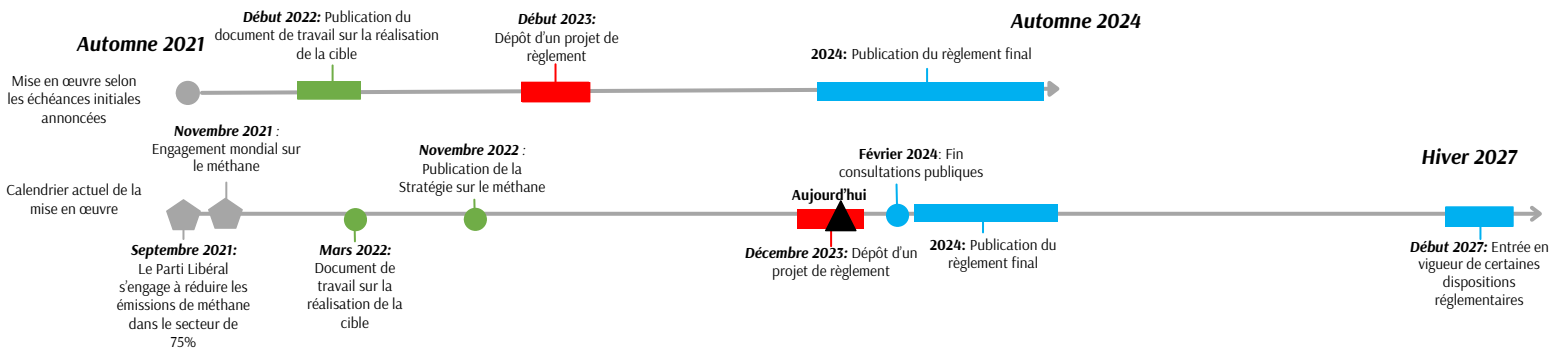 Automne 2021
Début 2022: Publication du
document de travail sur la réalisation
de la cible
Début 2023:
Dépôt d'un projet de
règlement
Automne 2024
2024: Publication du règlement final
Mise en œuvre selon
les échéances initiales
annoncées
Novembre 2021 :
Engagement mondial sur
le méthane
Novembre 2022 :
Publication de la
Stratégie sur le méthane
Février 2024: Fin
consultations publiques
Hiver 2027
Calendrier actuel de la
mise en œuvre
Aujourd'hui
Septembre 2021:
Le Parti Libéral
s'engage à réduire les
émissions de méthane
dans le secteur de
75%
Mars 2022:
Document de
travail sur la
réalisation de la
cible
Décembre 2023: Dépôt d'un
projet de règlement
2024: Publication du
règlement final
Début 2027: Entrée en
vigueur de certaines
dispositions
réglementaires